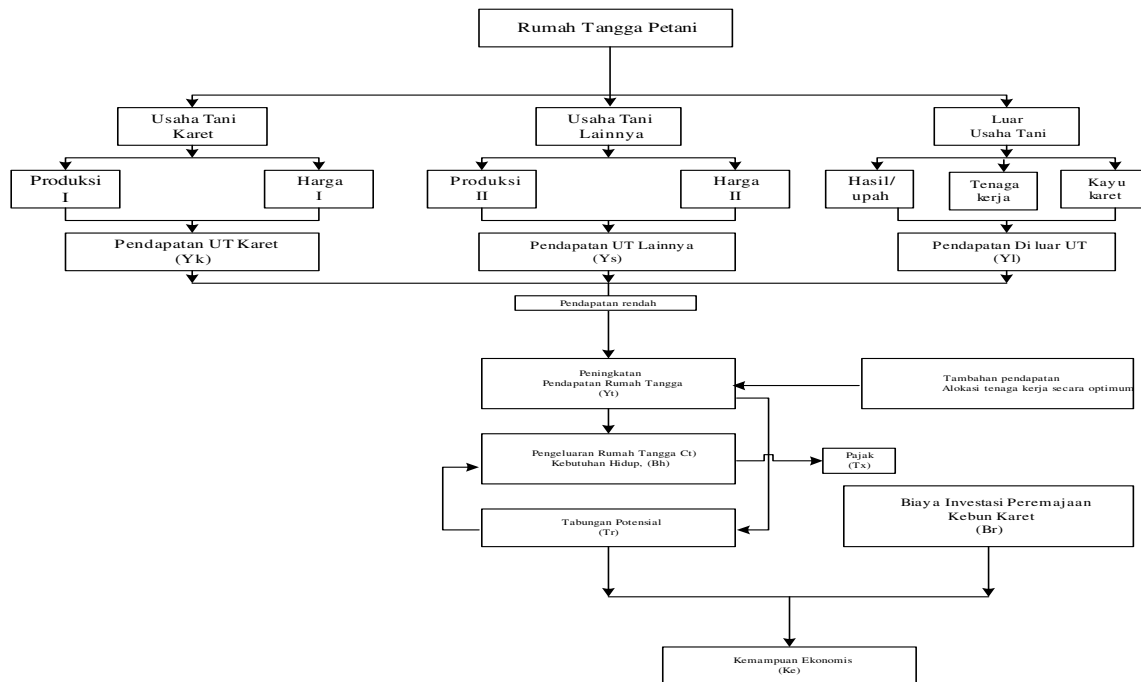 Rumah Tangga Petani
Usaha Tani
Karet
Usaha Tani
Lainnya
Luar
Usaha Tani
Produksi
I
Harga
I
Produksi
II
Harga
II
Hasil/
upah
Tenaga
kerja
Kayu
karet
Pendapatan UT Karet
(Yk)
Pendapatan UT Lainnya
(Ys)
Pendapatan Di luar UT
(Yl)
Pendapatan rendah
Peningkatan
Pendapatan Rumah Tangga
(Yt)
Tambahan pendapatan
Alokasi tenaga kerja secara optimum
Pengeluaran Rumah Tangga Ct)
Kebutuhan Hidup, (Bh)
Pajak
(Tx)
Biaya Investasi Peremajaan
Kebun Karet
(Br)
Tabungan Potensial
(Tr)
Kemampuan Ekonomis
(Ke)